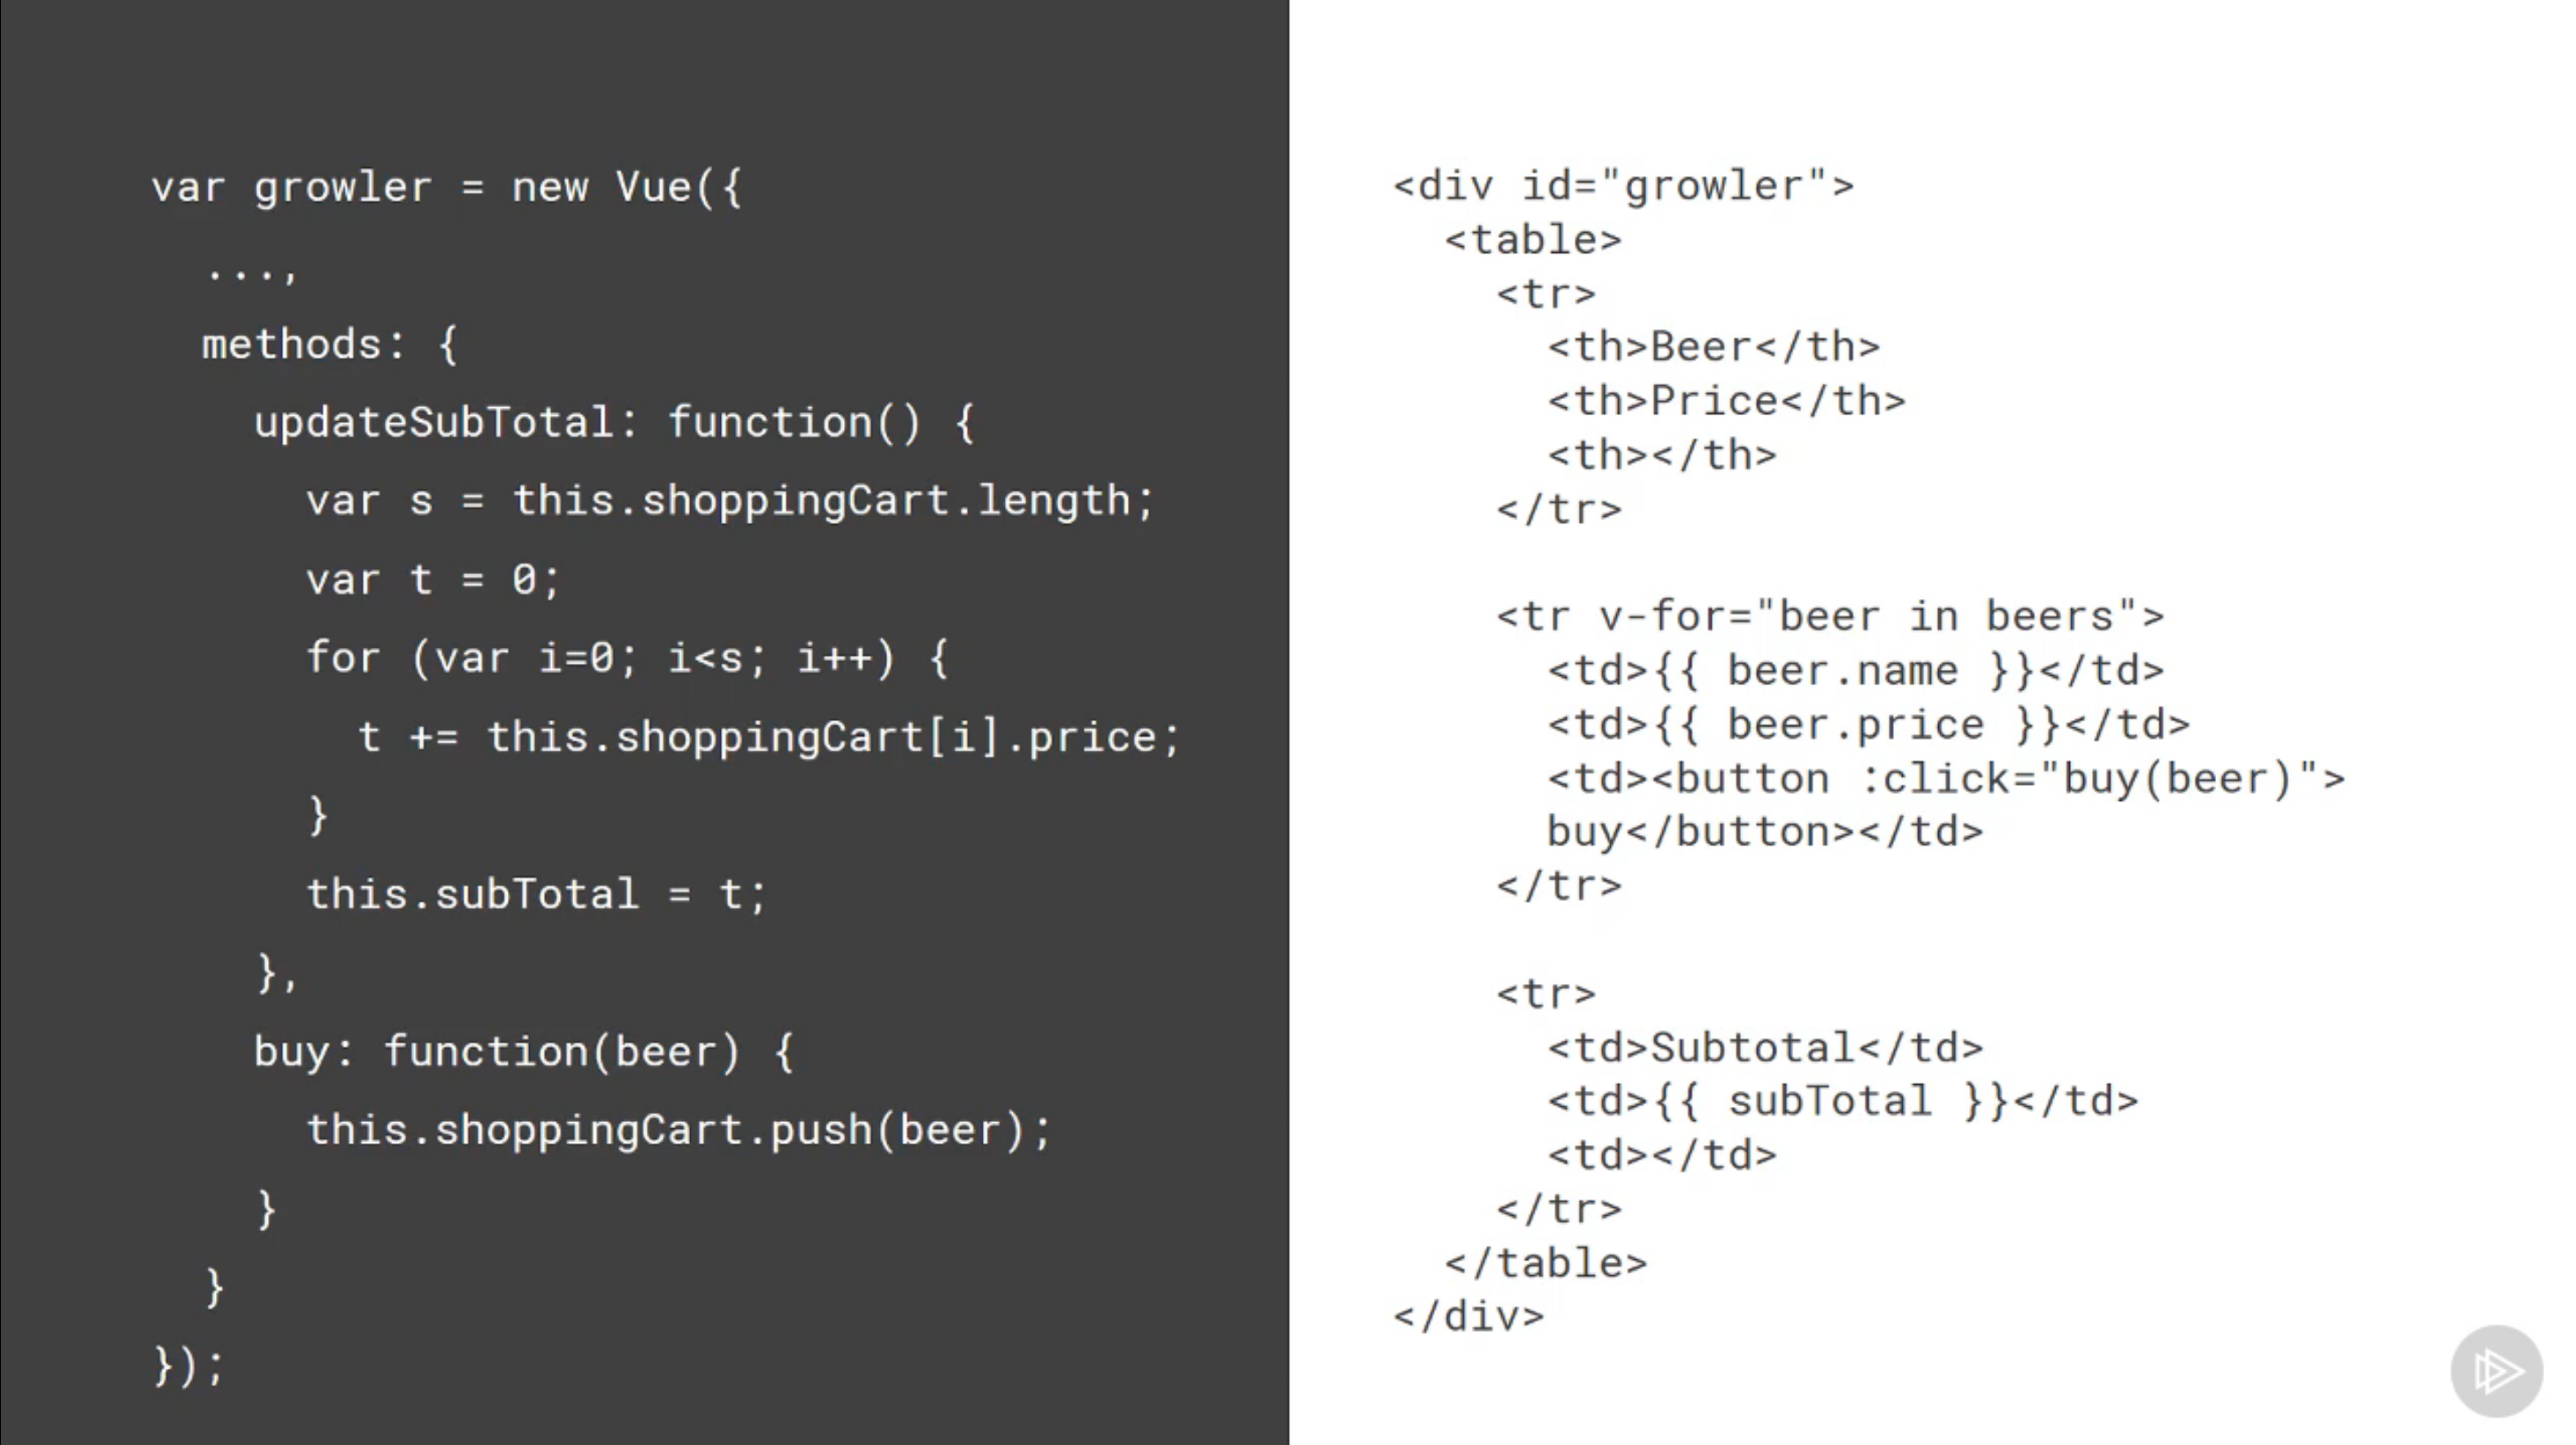 var growler = new Vue({
  ...,
  methods: {
    updateSubTotal: function() {
      var s = this.shoppingCart.length;
      var t = 0;
      for (var i=0; i<s; i++) {
        t += this.shoppingCart[i].price;
      }
      this.subTotal = t;
    },
    buy: function(beer) {
      this.shoppingCart.push(beer);
    }
  }
});
<div id="growler">
  <table>
    <tr>
      <th>Beer</th>
      <th>Price</th>
      <th></th>
    </tr>
    <tr v-for="beer in beers">
      <td>{{ beer.name }}</td>
      <td>{{ beer.price }}</td>
      <td><button :click="buy(beer)">
      buy</button></td>
    </tr>
    <tr>
      <td>Subtotal</td>
      <td>{{ subTotal }}</td>
      <td></td>
    </tr>
  </table>
</div>